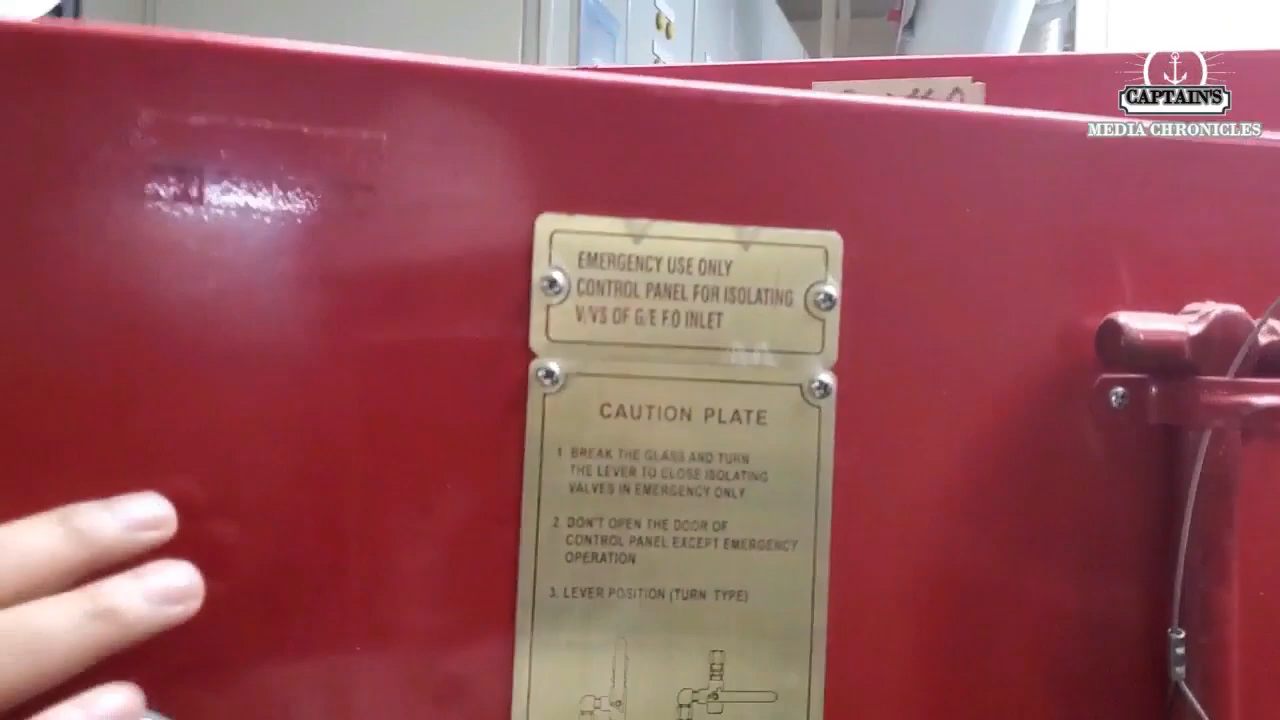 CAPTAIN'S
MEDIA CHRONICLES
EMERGENCY USE ONLY
CONTROL PANEL FOR ISOLATING
V/VS OF G/E F.O INLET
CAUTION PLATE
1. BREAK THE GLASS AND TURN
THE LEVER TO CLOSE ISOLATING
VALVES IN EMERGENCY ONLY
2. DON'T OPEN THE DOOR OF
CONTROL PANEL EXCEPT EMERGENCY
OPERATION
3. LEVER POSITION (TURN TYPE)